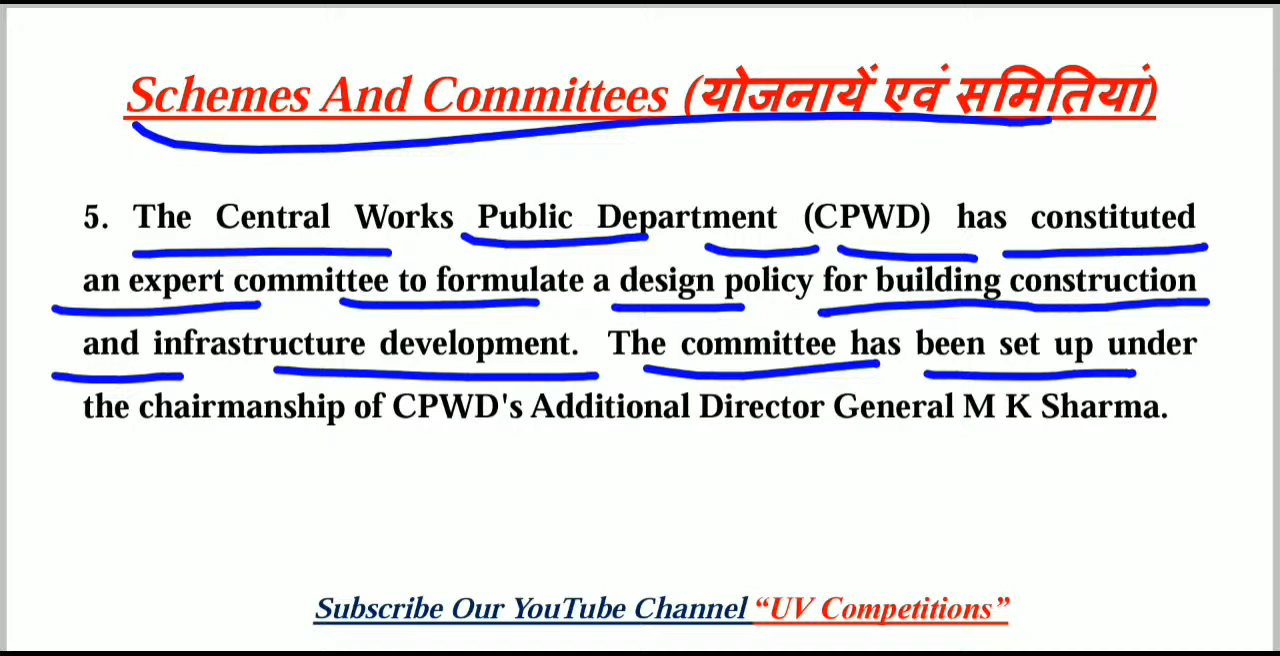 Schemes And Committees (योजनायें एवं समितियां)
5. The Central Works Public Department (CPWD) has constituted
an expert committee to formulate a design policy for building construction
and infrastructure development. The committee has been set up under
the chairmanship of CPWD's Additional Director General M K Sharma.
Subscribe Our YouTube Channel “UV Competitions”